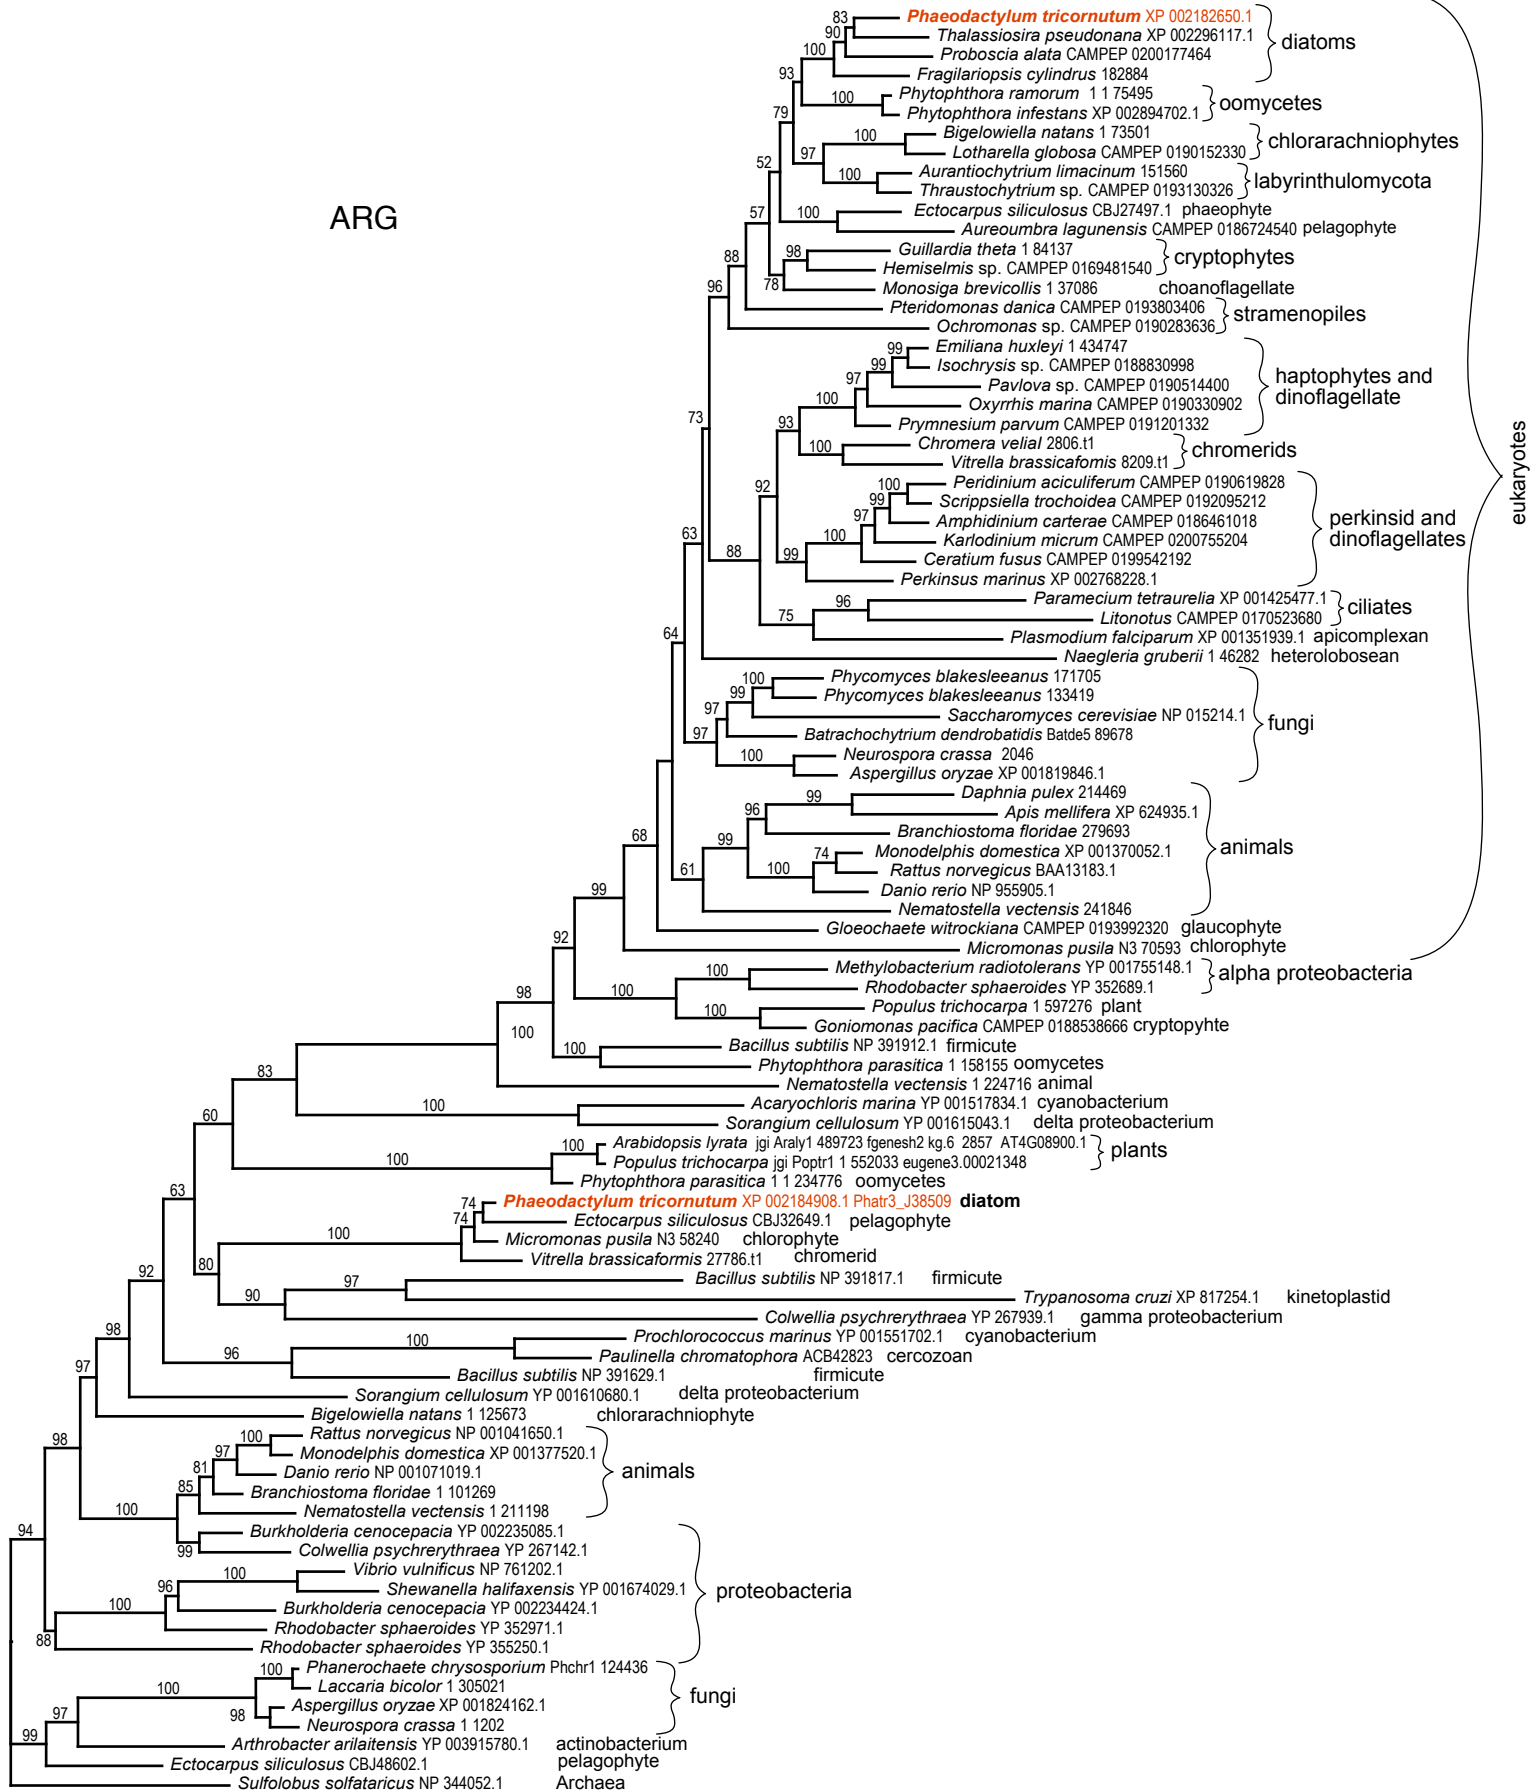 ARG
83
Phaeodactylum tricornutum XP 002182650.1
90
Thalassiosira pseudonana XP 002296117.1
diatoms
100
Proboscia alata CAMPEP 0200177464
93
Fragilariopsis cylindrus 182884
100
Phytophthora ramorum 1 1 75495
oomycetes
79
Phytophthora infestans XP 002894702.1
100
Bigelowiella natans 1 73501
chlorarachniophytes
52
97
Lotharella globosa CAMPEP 0190152330
100
Aurantiochytrium limacinum 151560
labyrinthulomycota
Thraustochytrium sp. CAMPEP 0193130326
57
100
Ectocarpus siliculosus CBJ27497.1 phaeophyte
Aureoumbra lagunensis CAMPEP 0186724540 pelagophyte
88
98
Guillardia theta 1 84137
cryptophytes
Hemiselmis sp. CAMPEP 0169481540
96
78
Monosiga brevicollis 1 37086 choanoflagellate
Pteridomonas danica CAMPEP 0193803406
stramenopiles
Ochromonas sp. CAMPEP 0190283636
99
Emiliana huxleyi 1 434747
99
Isochrysis sp. CAMPEP 0188830998
haptophytes and
dinoflagellate
97
Pavlova sp. CAMPEP 0190514400
100
Oxyrrhis marina CAMPEP 0190330902
73
93
Prymnesium parvum CAMPEP 0191201332
100
Chromera velial 2806.t1
chromerids
Vitrella brassicafomis 8209.t1
92
100
Peridinium aciculiferum CAMPEP 0190619828
99
Scrippsiella trochoidea CAMPEP 0192095212
97
Amphidinium carterae CAMPEP 0186461018
perkinsid and
dinoflagellates
63
100
Karlodinium micrum CAMPEP 0200755204
88
99
Ceratium fusus CAMPEP 0199542192
Perkinsus marinus XP 002768228.1
96
Paramecium tetraurelia XP 001425477.1
ciliates
75
Litonotus CAMPEP 0170523680
64
Plasmodium falciparum XP 001351939.1 apicomplexan
Naegleria gruberii 1 46282 heterolobosean
eukaryotes
100
Phycomyces blakesleeanus 171705
99
Phycomyces blakesleeanus 133419
97
Saccharomyces cerevisiae NP 015214.1
fungi
97
Batrachochytrium dendrobatidis Batde5 89678
100
Neurospora crassa 2046
Aspergillus oryzae XP 001819846.1
99
Daphnia pulex 214469
96
Apis mellifera XP 624935.1
68
99
Branchiostoma floridae 279693
animals
74
Monodelphis domestica XP 001370052.1
61
100
Rattus norvegicus BAA13183.1
99
Danio rerio NP 955905.1
Nematostella vectensis 241846
Gloeochaete witrockiana CAMPEP 0193992320 glaucophyte
92
Micromonas pusila N3 70593 chlorophyte
100
Methylobacterium radiotolerans YP 001755148.1
alpha proteobacteria
98
100
Rhodobacter sphaeroides YP 352689.1
100
Populus trichocarpa 1 597276 plant
Goniomonas pacifica CAMPEP 0188538666 cryptopyhte
100
100
Bacillus subtilis NP 391912.1 firmicute
Phytophthora parasitica 1 158155 oomycetes
83
Nematostella vectensis 1 224716 animal
100
Acaryochloris marina YP 001517834.1 cyanobacterium
60
Sorangium cellulosum YP 001615043.1 delta proteobacterium
100
Arabidopsis lyrata jgi Araly1 489723 fgenesh2 kg.6 2857 AT4G08900.1
plants
100
Populus trichocarpa jgi Poptr1 1 552033 eugene3.00021348
Phytophthora parasitica 1 1 234776 oomycetes
63
74
Phaeodactylum tricornutum XP 002184908.1 Phatr3_J38509 diatom
74
Ectocarpus siliculosus CBJ32649.1 pelagophyte
100
Micromonas pusila N3 58240 chlorophyte
80
Vitrella brassicaformis 27786.t1 chromerid
92
97
Bacillus subtilis NP 391817.1 firmicute
90
Trypanosoma cruzi XP 817254.1 kinetoplastid
Colwellia psychrerythraea YP 267939.1 gamma proteobacterium
98
100
Prochlorococcus marinus YP 001551702.1 cyanobacterium
96
Paulinella chromatophora ACB42823 cercozoan
97
Bacillus subtilis NP 391629.1 firmicute
Sorangium cellulosum YP 001610680.1 delta proteobacterium
Bigelowiella natans 1 125673 chlorarachniophyte
98
100
Rattus norvegicus NP 001041650.1
97
Monodelphis domestica XP 001377520.1
81
Danio rerio NP 001071019.1
animals
85
Branchiostoma floridae 1 101269
100
Nematostella vectensis 1 211198
94
Burkholderia cenocepacia YP 002235085.1
99
Colwellia psychrerythraea YP 267142.1
100
Vibrio vulnificus NP 761202.1
96
Shewanella halifaxensis YP 001674029.1
proteobacteria
100
Burkholderia cenocepacia YP 002234424.1
Rhodobacter sphaeroides YP 352971.1
88
Rhodobacter sphaeroides YP 355250.1
100
Phanerochaete chrysosporium Phchr1 124436
100
Laccaria bicolor 1 305021
fungi
98
Aspergillus oryzae XP 001824162.1
97
Neurospora crassa 1 1202
99
Arthrobacter arilaitensis YP 003915780.1 actinobacterium
Ectocarpus siliculosus CBJ48602.1 pelagophyte
Sulfolobus solfataricus NP 344052.1 Archaea